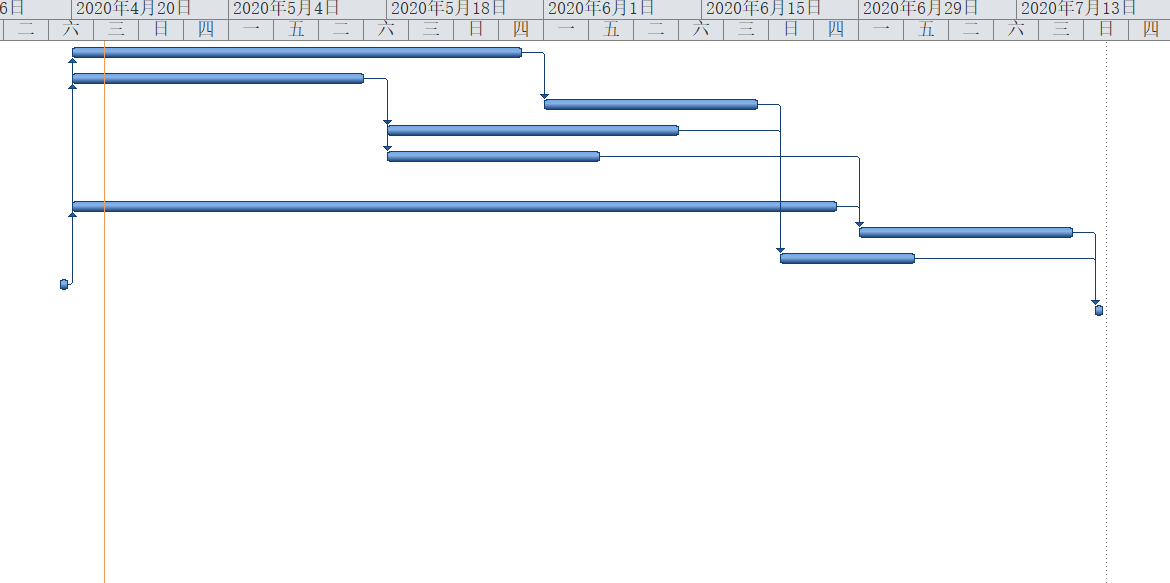 6日 2020年4月20日 2020年5月4日 2020年5月18日 2020年6月1日 2020年6月15日 2020年6月29日 2020年7月13日
二 六 三 日 四 一 五 二 六 三 日 四 一 五 二 六 三 日 四 一 五 二 六 三 日 四